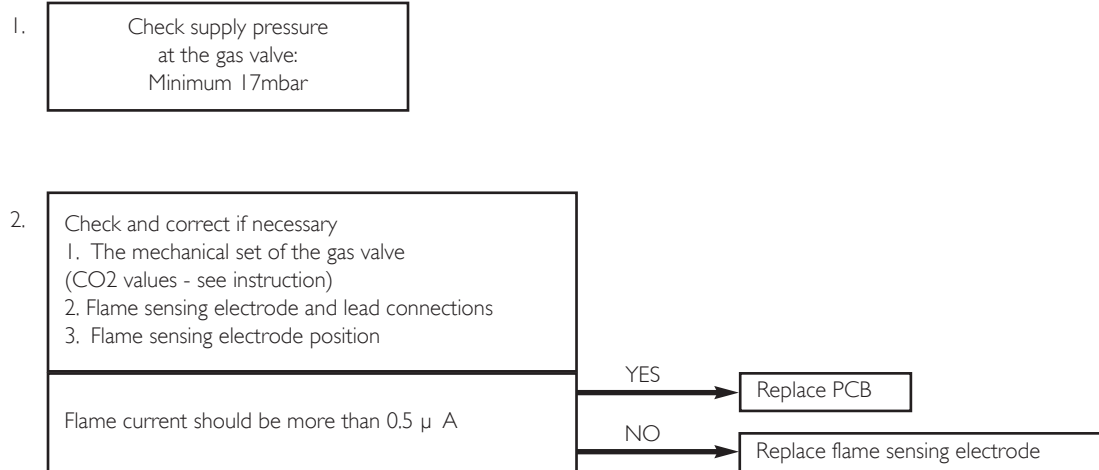 1.
Check supply pressure
at the gas valve:
Minimum 17mbar
2.
Check and correct if necessary
1. The mechanical set of the gas valve
(CO2 values - see instruction)
2. Flame sensing electrode and lead connections
3. Flame sensing electrode position
Flame current should be more than 0.5 μ A
YES
Replace PCB
NO
Replace flame sensing electrode